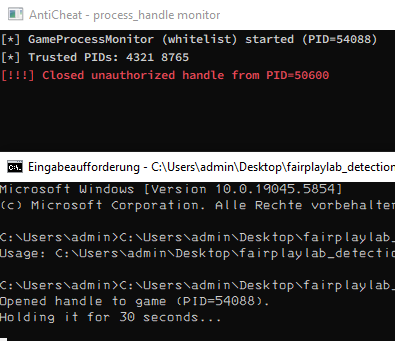 AntiCheat - process_handle monitor
[*] GameProcessMonitor (whitelist) started (PID=54088)
[*] Trusted PIDs: 4321 8765
[!!!] Closed unauthorized handle from PID=50600
Eingabeaufforderung - C:\Users\admin\Desktop\fairplaylab_detection
Microsoft Windows [Version 10.0.19045.5854]
(c) Microsoft Corporation. Alle Rechte vorbehalten
C:\Users\admin>C:\Users\admin\Desktop\fairplaylab_
Usage: C:\Users\admin\Desktop\fairplaylab_detectio
C:\Users\admin>C:\Users\admin\Desktop\fairplaylab_
Opened handle to game (PID=54088).
Holding it for 30 seconds...